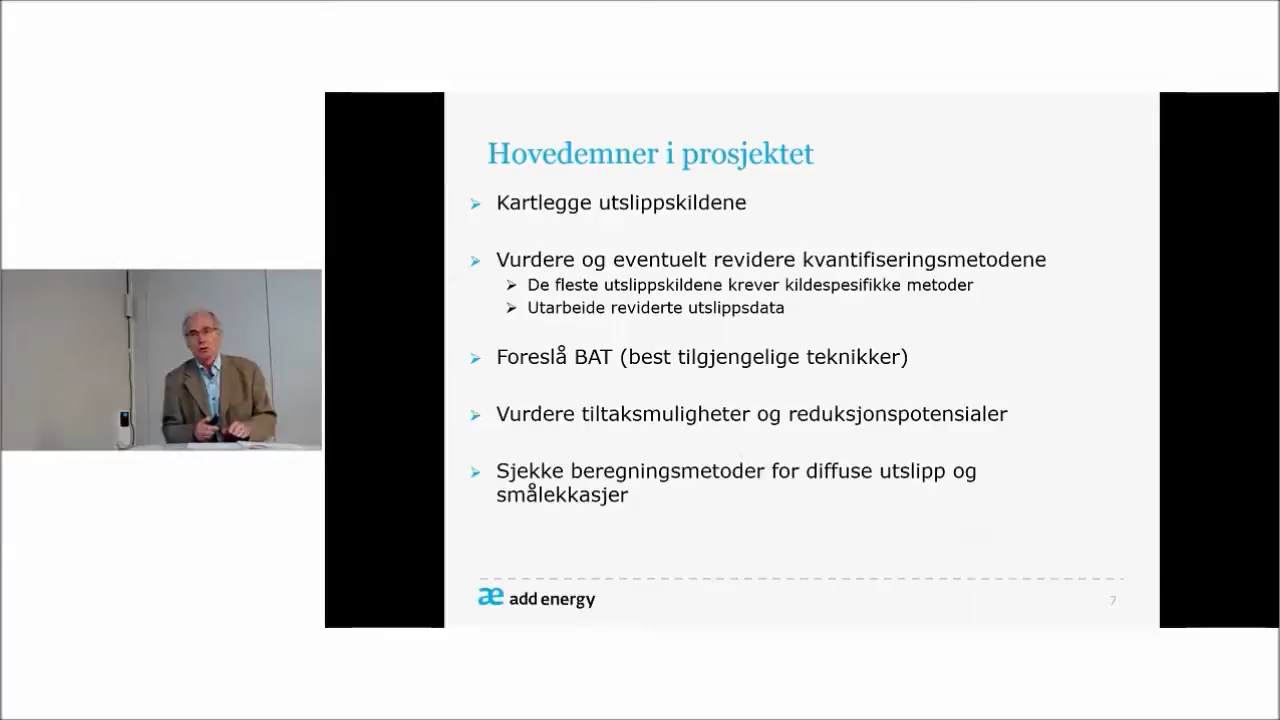 Hovedemner i prosjektet
Kartlegge utslippskildene
Vurdere og eventuelt revidere kvantifiseringsmetodene
De fleste utslippskildene krever kildespesifikke metoder
Utarbeide reviderte utslippsdata
Foreslå BAT (best tilgjengelige teknikker)
Vurdere tiltaksmuligheter og reduksjonspotensialer
Sjekke beregningsmetoder for diffuse utslipp og
smålekkasjer
æ add energy
7